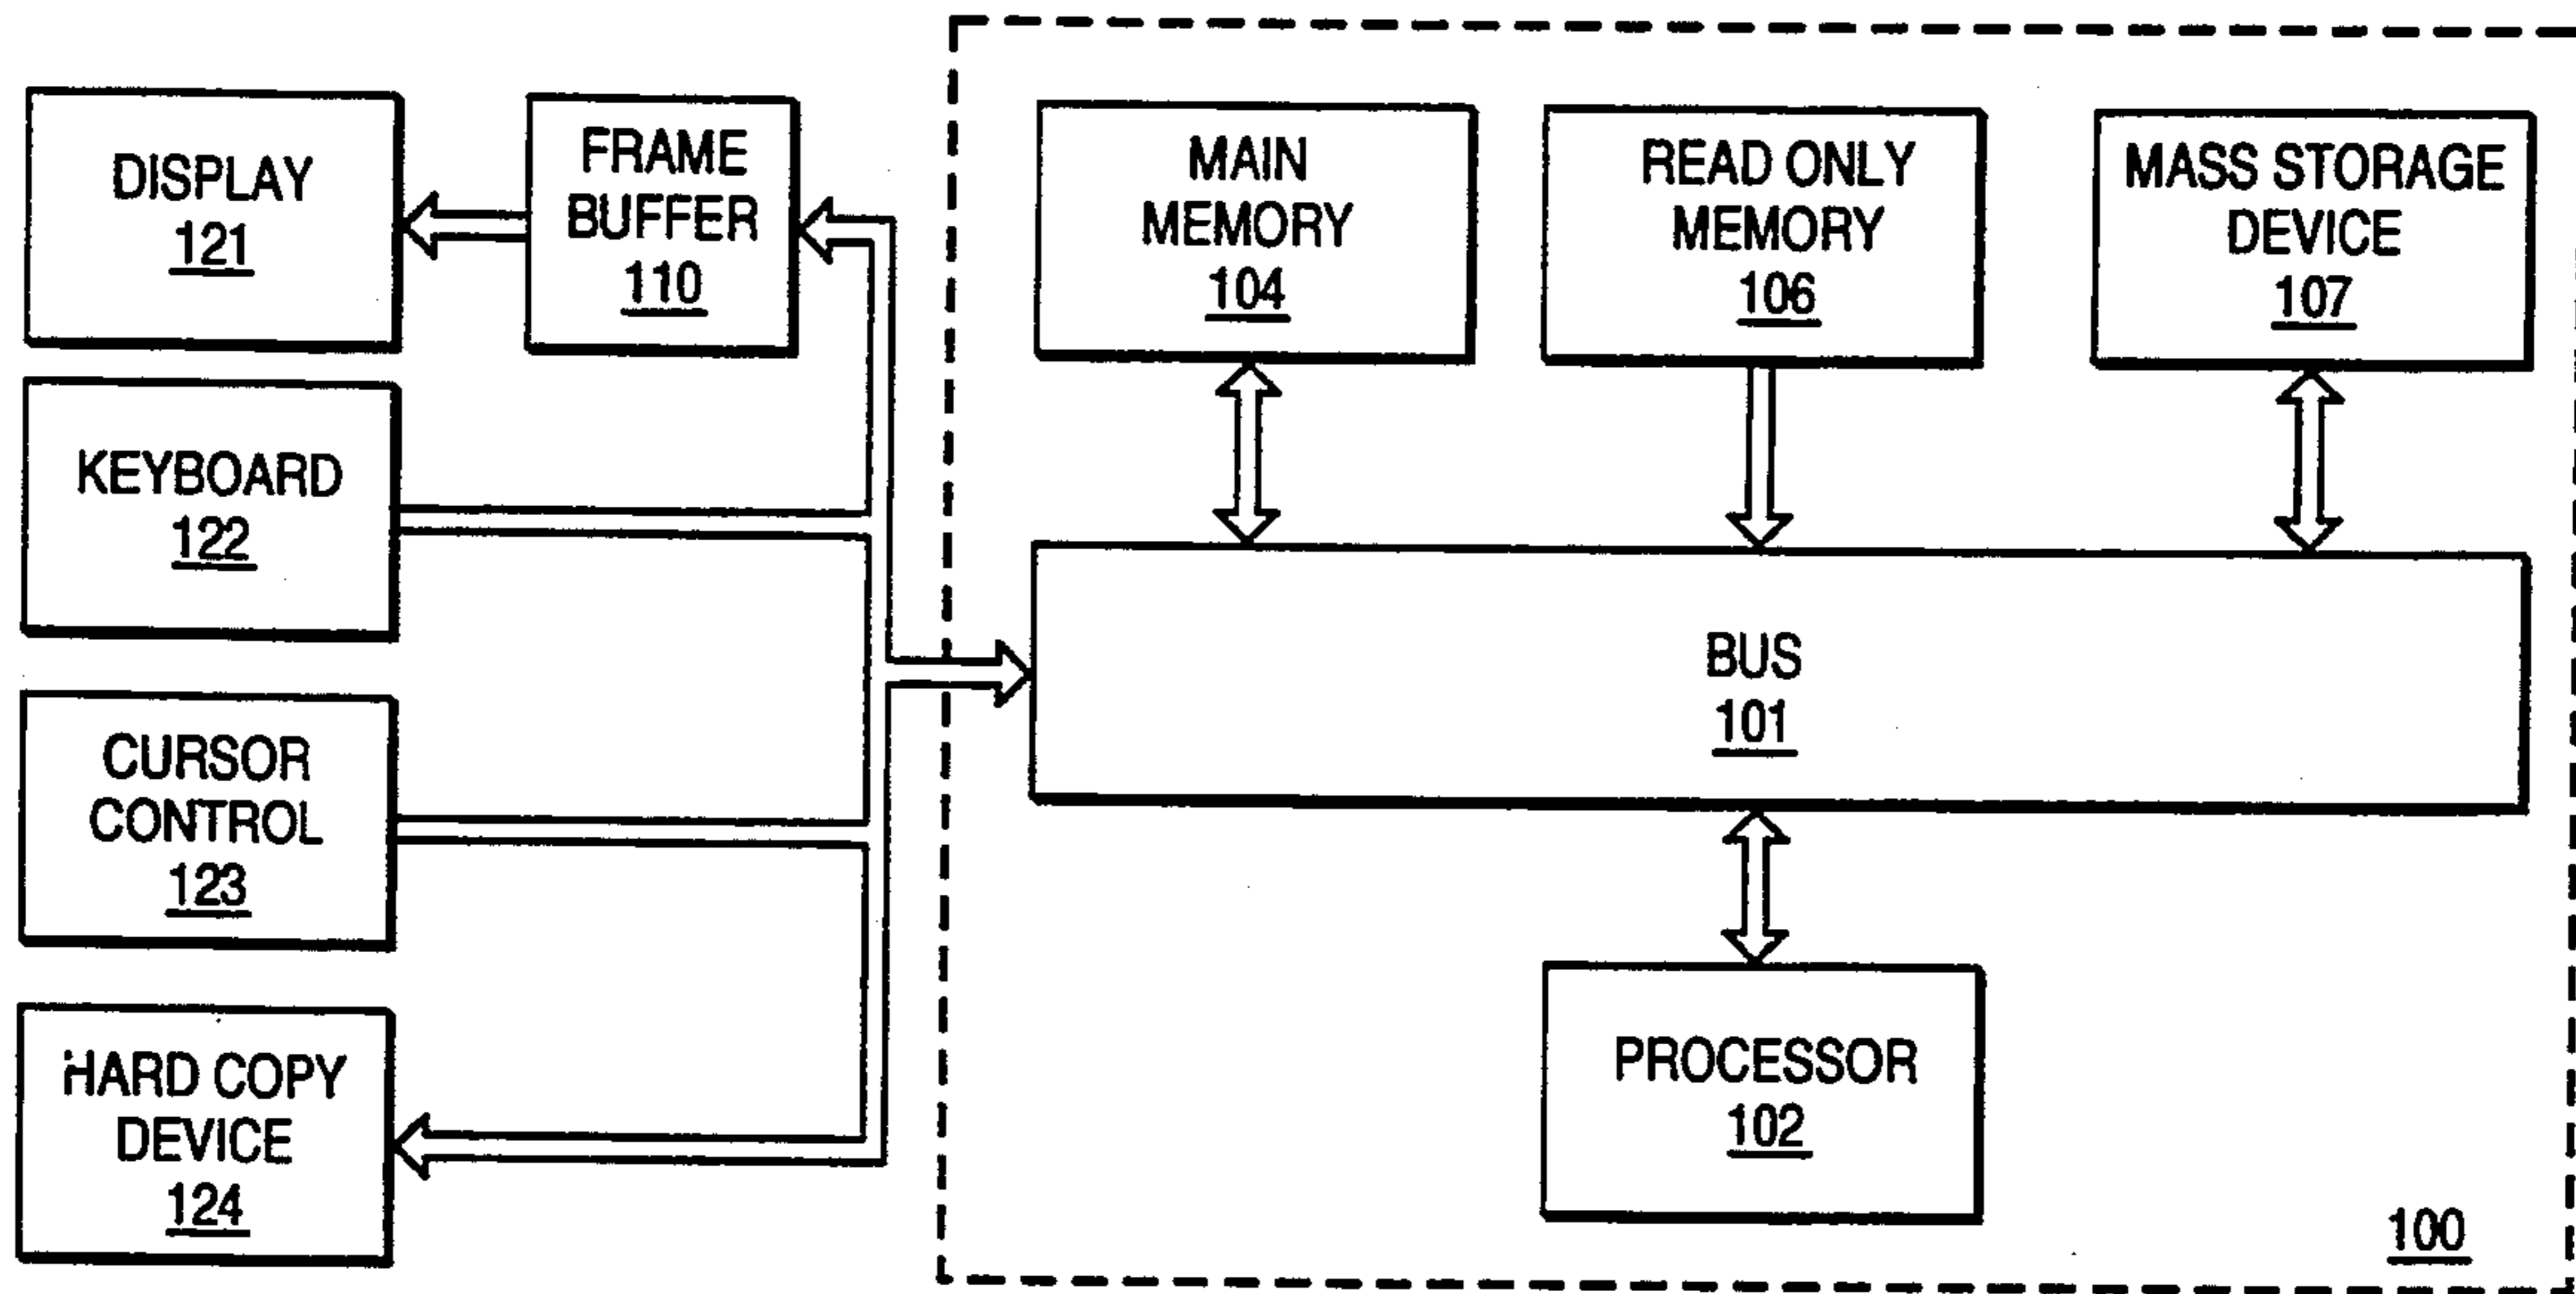 DISPLAY
121
FRAME
BUFFER
110
MAIN
MEMORY
104
READ ONLY
MEMORY
106
MASS STORAGE
DEVICE
107
KEYBOARD
122
BUS
101
CURSOR
CONTROL
123
HARD COPY
DEVICE
124
PROCESSOR
102
100